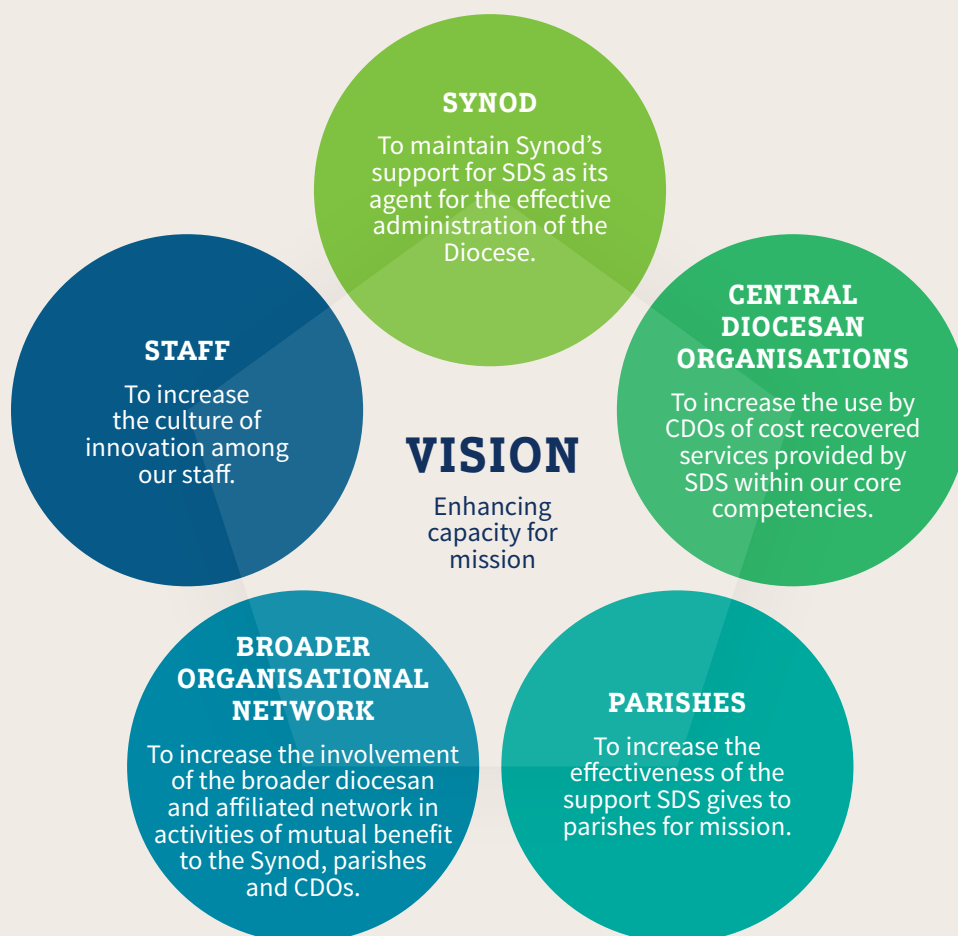 SYNOD
To maintain Synod’s
support for SDS as its
agent for the effective
administration of the
Diocese.
CENTRAL
DIOCESAN
ORGANISATIONS
To increase the use by
CDOs of cost recovered
services provided by
SDS within our core
competencies.
STAFF
To increase
the culture of
innovation among
our staff.
VISION
Enhancing
capacity for
mission
BROADER
ORGANISATIONAL
NETWORK
To increase the involvement
of the broader diocesan
and affiliated network in
activities of mutual benefit
to the Synod, parishes
and CDOs.
PARISHES
To increase the
effectiveness of the
support SDS gives to
parishes for mission.